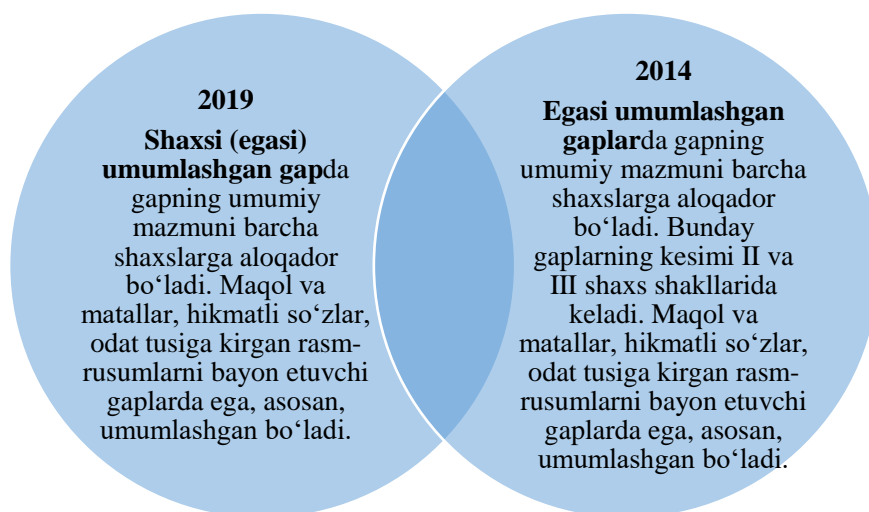 2019
Shaxsi (egasi)
umumlashgan gapda
gapning umumiy
mazmuni barcha
shaxslarga aloqador
bo‘ladi. Maqol va
matallar, hikmatli so‘zlar,
odat tusiga kirgan rasm-
rusumlarni bayon etuvchi
gaplarda ega, asosan,
umumlashgan bo‘ladi.
2014
Egasi umumlashgan
gaplarda gapning
umumiy mazmuni barcha
shaxslarga aloqador
bo‘ladi. Bunday
gaplarning kesimi II va
III shaxs shakllarida
keladi. Maqol va
matallar, hikmatli so‘zlar,
odat tusiga kirgan rasm-
rusumlarni bayon etuvchi
gaplarda ega, asosan,
umumlashgan bo‘ladi.